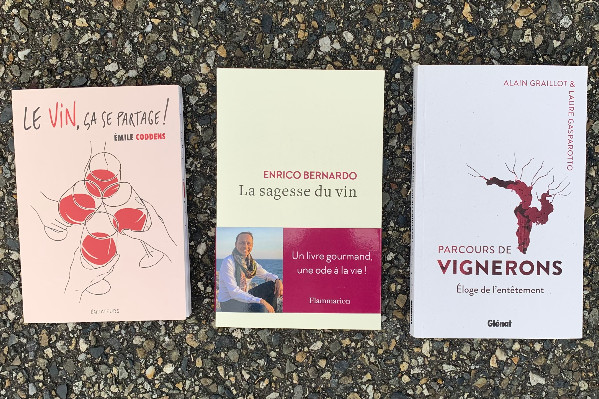 LE VIN, ÇA SE PARTAGE!
ÉMILE CODDENS
ENRICO BERNARDO
La sagesse du vin
Un livre gourmand,
une ode à la vie !
Flammarion
ALAIN GRAILLOT &
LAURE GASPAROTTO
PARCOURS DE
VIGNERONS
Éloge de l'entêtement
Glénat